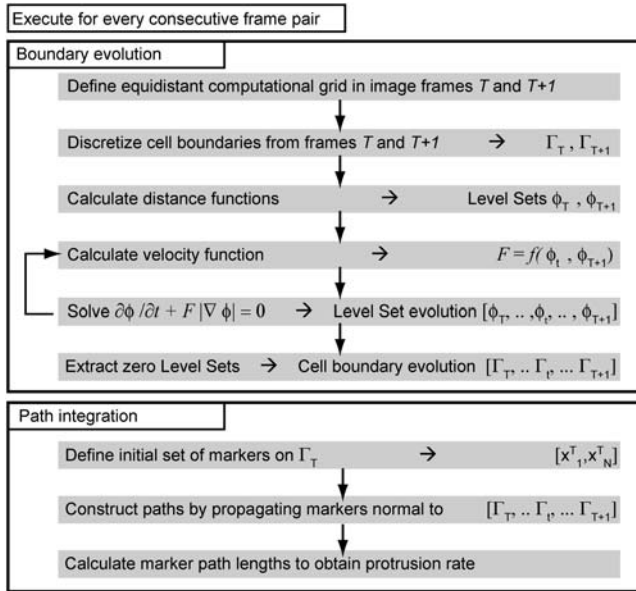 Execute for every consecutive frame pair
Boundary evolution
Define equidistant computational grid in image frames T and T+1
Discretize cell boundaries from frames T and T+1 → Γ_T , Γ_T+1
Calculate distance functions → Level Sets ϕ_T , ϕ_T+1
Calculate velocity function → F = f( ϕ_t , ϕ_T+1)
Solve ∂ϕ /∂t + F |∇ ϕ| = 0 → Level Set evolution [ϕ_T, .. ,ϕ_t, .. , ϕ_T+1]
Extract zero Level Sets → Cell boundary evolution [Γ_T, .. Γ_t, ... Γ_T+1]
Path integration
Define initial set of markers on Γ_T → [x^T_1,x^T_N]
Construct paths by propagating markers normal to [Γ_T, .. Γ_t, ... Γ_T+1]
Calculate marker path lengths to obtain protrusion rate